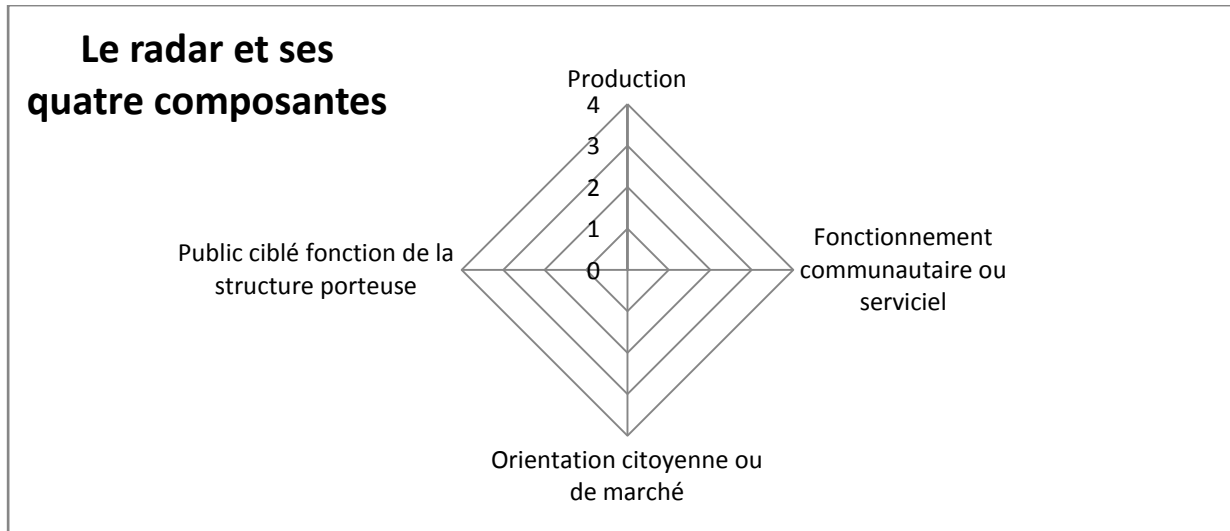 Le radar et ses
quatre composantes
Production
4
3
2
1
0
Public ciblé fonction de la
structure porteuse
Fonctionnement
communautaire ou
serviciel
Orientation citoyenne ou
de marché